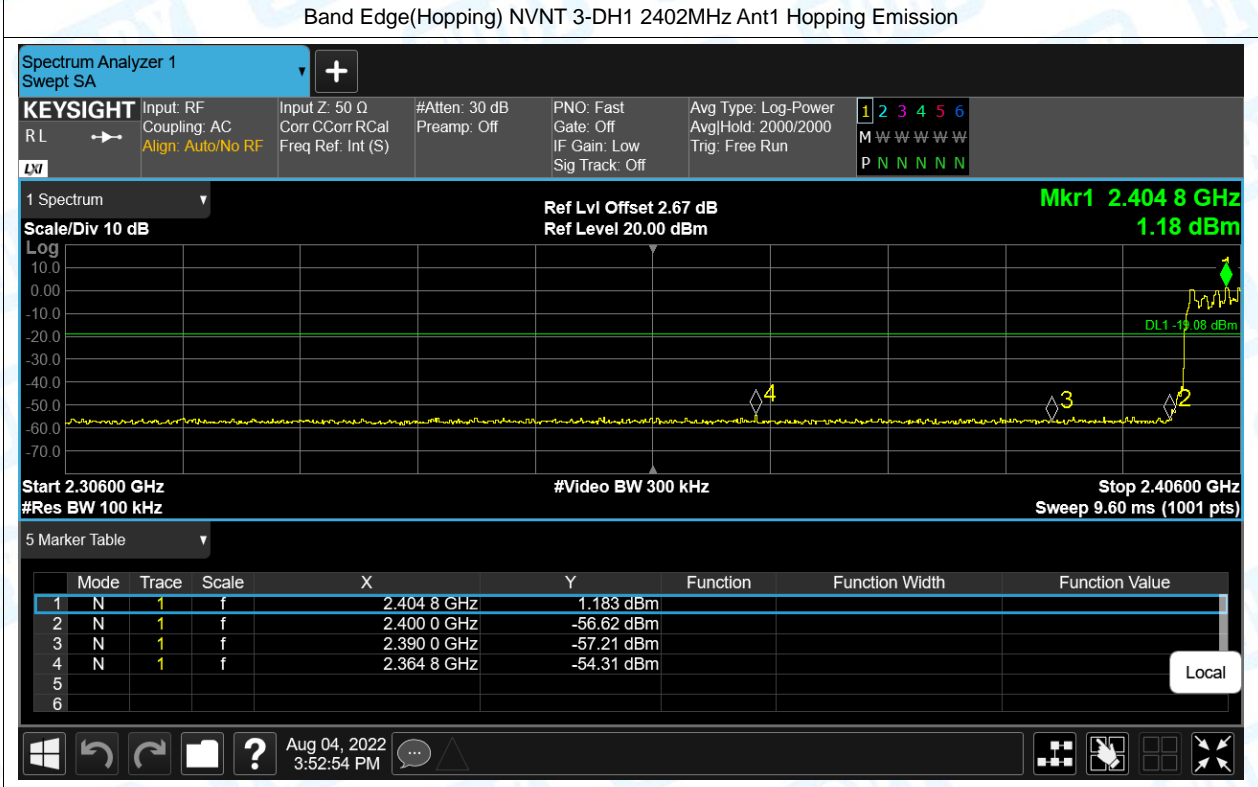 Band Edge(Hopping) NVNT 3-DH1 2402MHz Ant1 Hopping Emission
Spectrum Analyzer 1
Swept SA
KEYSIGHT
R L
LXI
Input: RF
Coupling: AC
Align: Auto/No RF
Input Z: 50 Ω
Corr CCorr RCal
Freq Ref: Int (S)
#Atten: 30 dB
Preamp: Off
PNO: Fast
Gate: Off
IF Gain: Low
Sig Track: Off
Avg Type: Log-Power
Avg|Hold: 2000/2000
Trig: Free Run
1 2 3 4 5 6
M W W W W W
P N N N N N
1 Spectrum
Scale/Div 10 dB
Ref Lvl Offset 2.67 dB
Ref Level 20.00 dBm
Mkr1 2.404 8 GHz
1.18 dBm
Log
10.0
0.00
-10.0
-20.0
-30.0
-40.0
-50.0
-60.0
-70.0
1
DL1 -19.08 dBm
4
3
2
Start 2.30600 GHz
#Video BW 300 kHz
Stop 2.40600 GHz
#Res BW 100 kHz
Sweep 9.60 ms (1001 pts)
5 Marker Table
Mode Trace Scale X Y Function Function Width Function Value
1 N 1 f 2.404 8 GHz 1.183 dBm
2 N 1 f 2.400 0 GHz -56.62 dBm
3 N 1 f 2.390 0 GHz -57.21 dBm
4 N 1 f 2.364 8 GHz -54.31 dBm
5
6
Local
?
Aug 04, 2022
3:52:54 PM